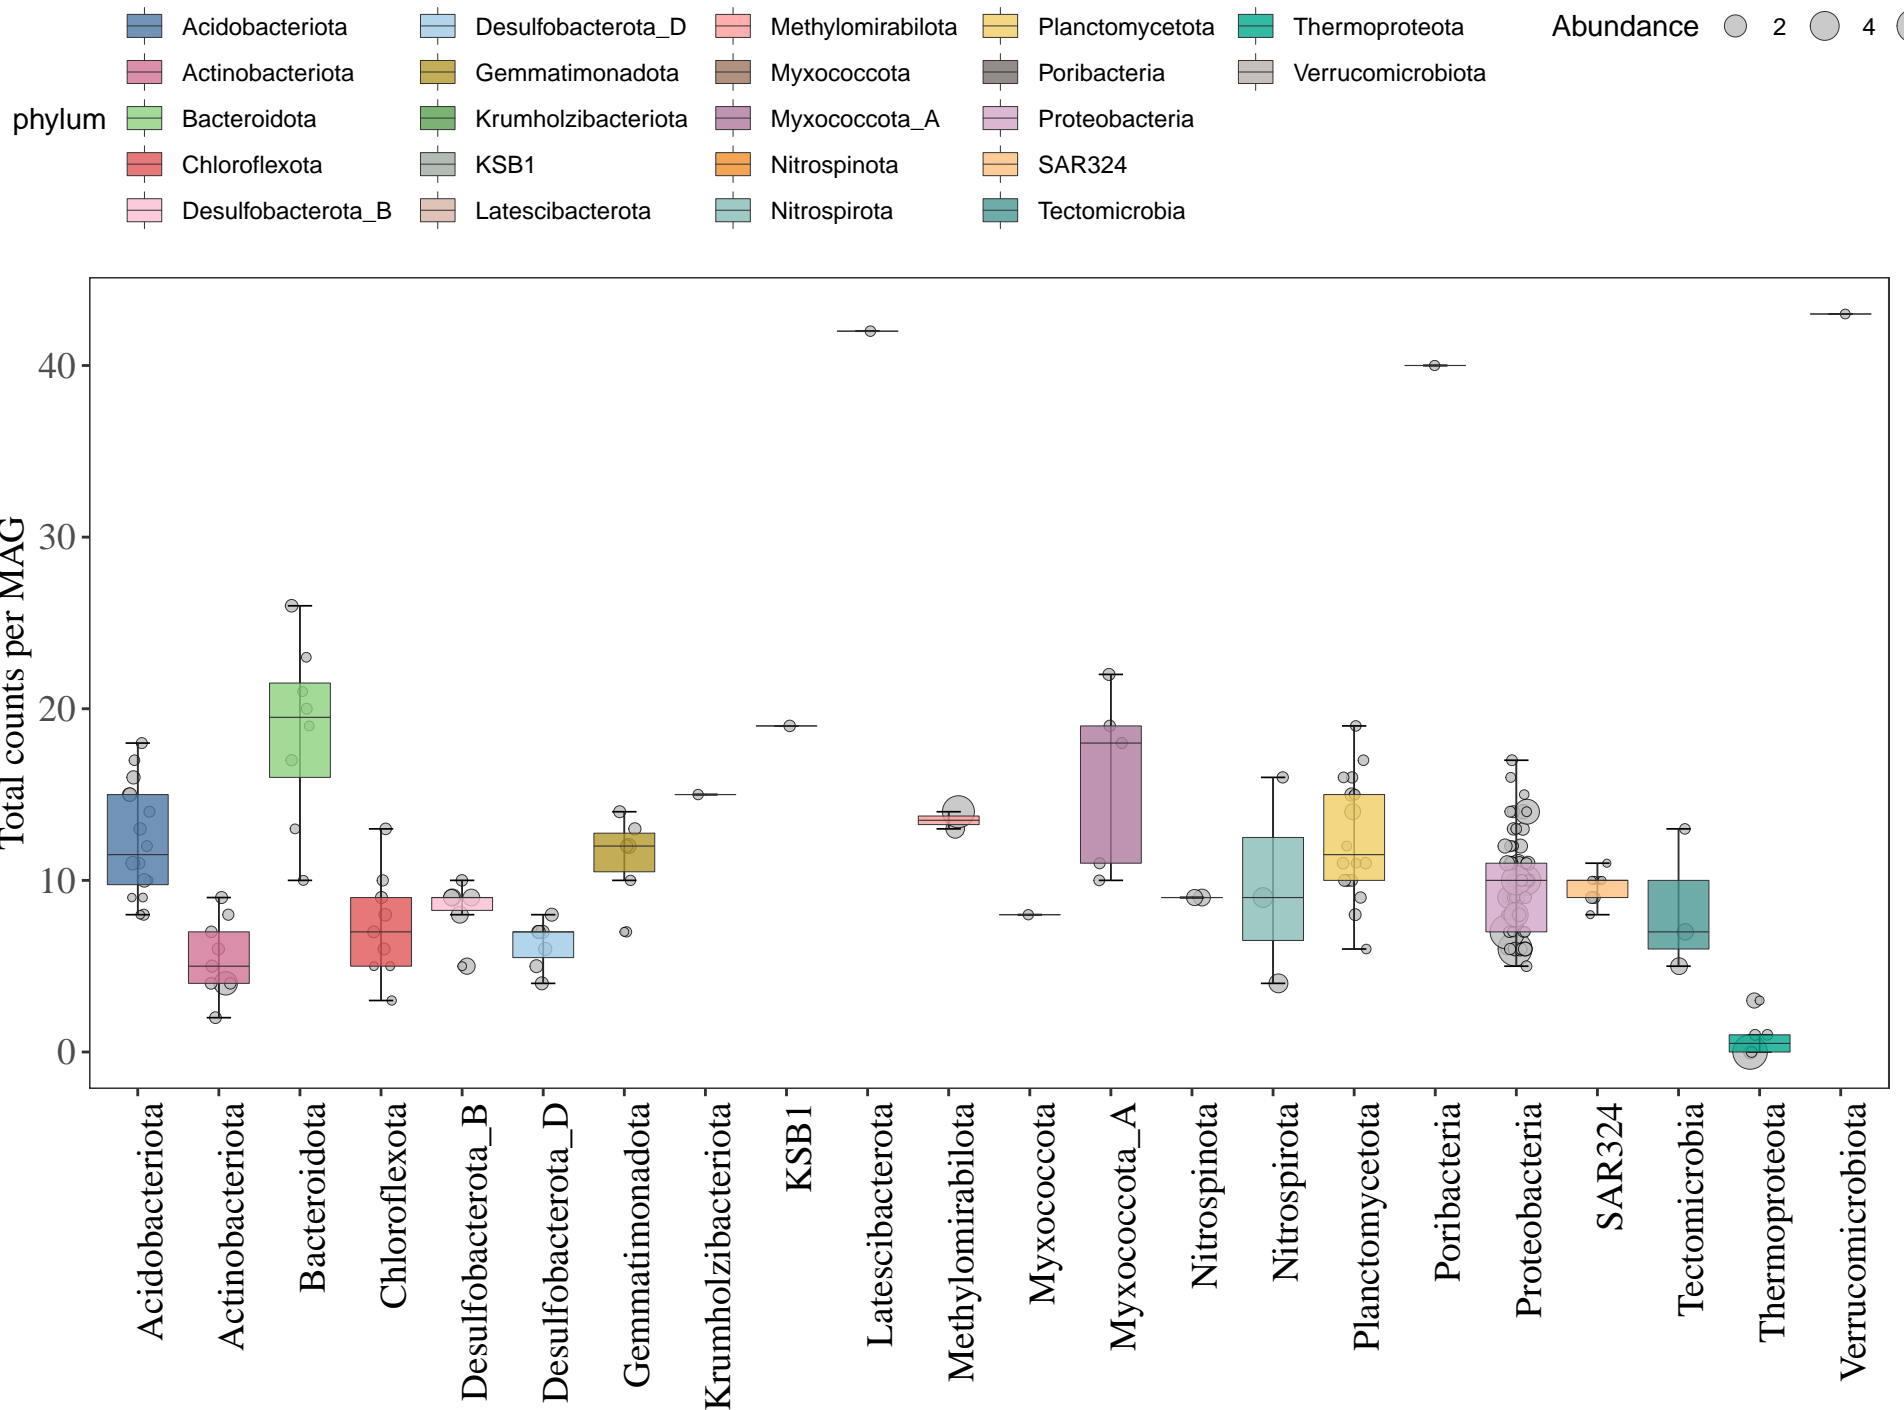 Acidobacteriota Desulfobacterota_D Methylomirabilota Planctomycetota Thermoproteota Abundance 2 4
Actinobacteriota Gemmatimonadota Myxococcota Poribacteria Verrucomicrobiota
phylum Bacteroidota Krumholzibacteriota Myxococcota_A Proteobacteria
Chloroflexota KSB1 Nitrospinota SAR324
Desulfobacterota_B Latescibacterota Nitrospirota Tectomicrobia
Total counts per MAG
40
30
20
10
0
Acidobacteriota
Actinobacteriota
Bacteroidota
Chloroflexota
Desulfobacterota_B
Desulfobacterota_D
Gemmatimonadota
Krumholzibacteriota
KSB1
Latescibacterota
Methylomirabilota
Myxococcota
Myxococcota_A
Nitrospinota
Nitrospirota
Planctomycetota
Poribacteria
Proteobacteria
SAR324
Tectomicrobia
Thermoproteota
Verrucomicrobiota